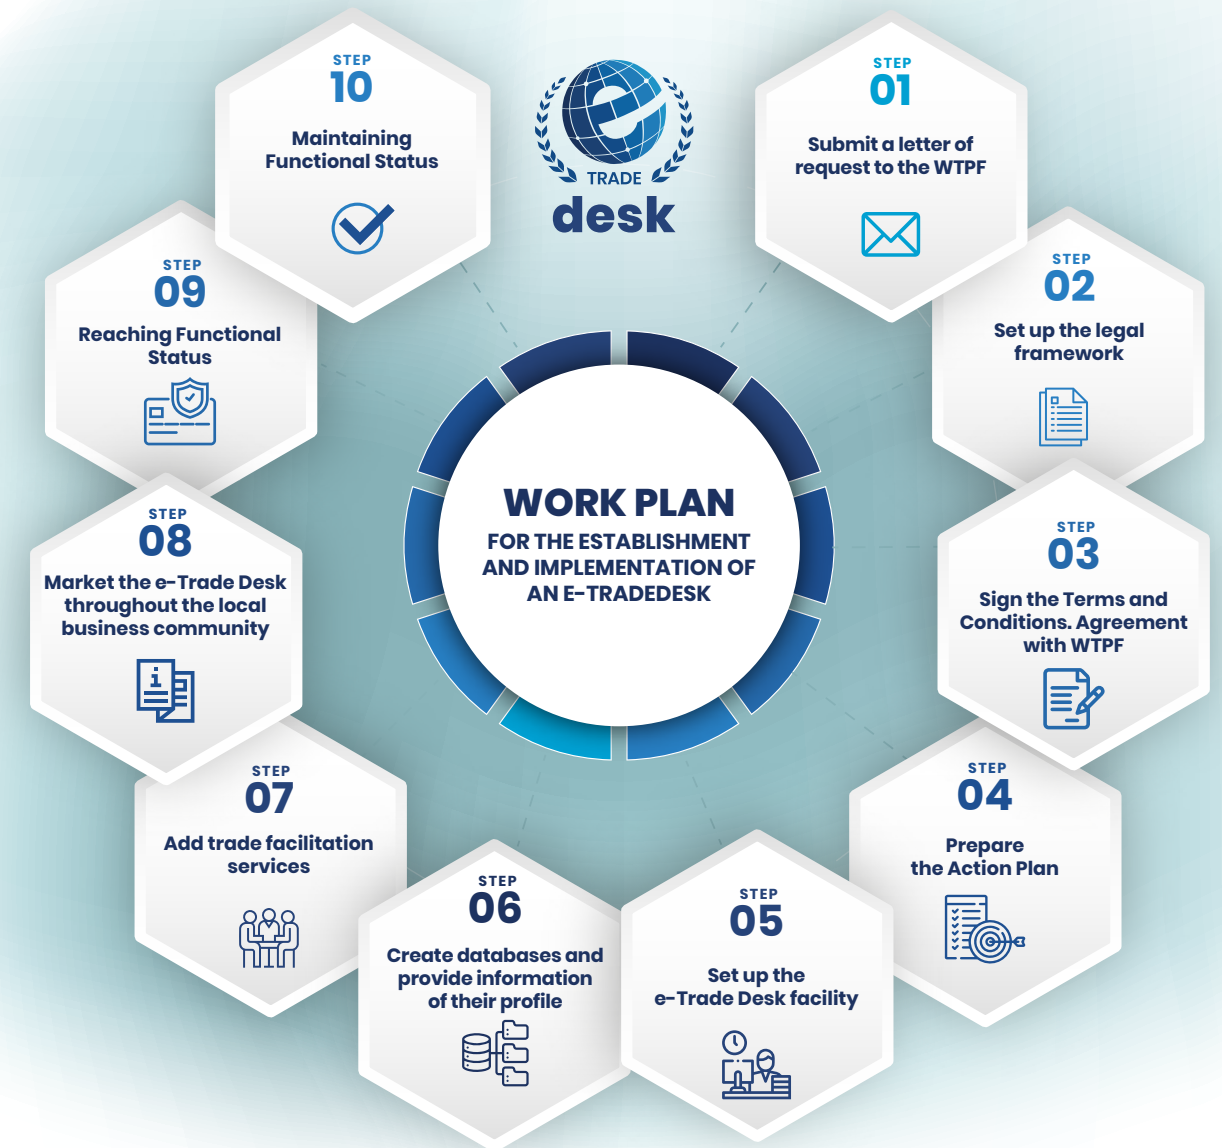 e
TRADE
desk
STEP
01
Submit a letter of
request to the WTPF
STEP
02
Set up the legal
framework
STEP
03
Sign the Terms and
Conditions. Agreement
with WTPF
STEP
04
Prepare
the Action Plan
STEP
05
Set up the
e-Trade Desk facility
STEP
06
Create databases and
provide information
of their profile
STEP
07
Add trade facilitation
services
STEP
08
Market the e-Trade Desk
throughout the local
business community
i
STEP
09
Reaching Functional
Status
STEP
10
Maintaining
Functional Status
WORK PLAN
FOR THE ESTABLISHMENT
AND IMPLEMENTATION OF
AN E-TRADEDESK